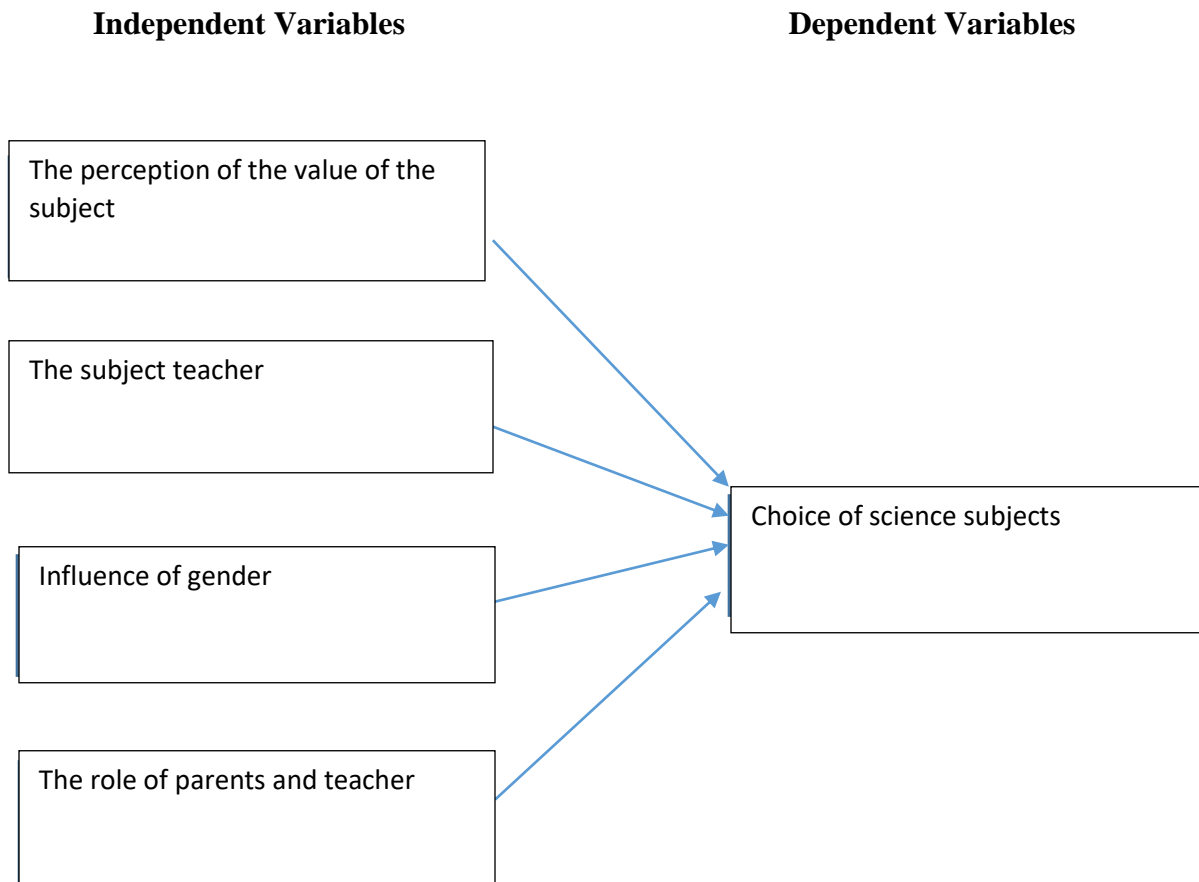 Independent Variables
Dependent Variables
The perception of the value of the
subject
The subject teacher
Choice of science subjects
Influence of gender
The role of parents and teacher